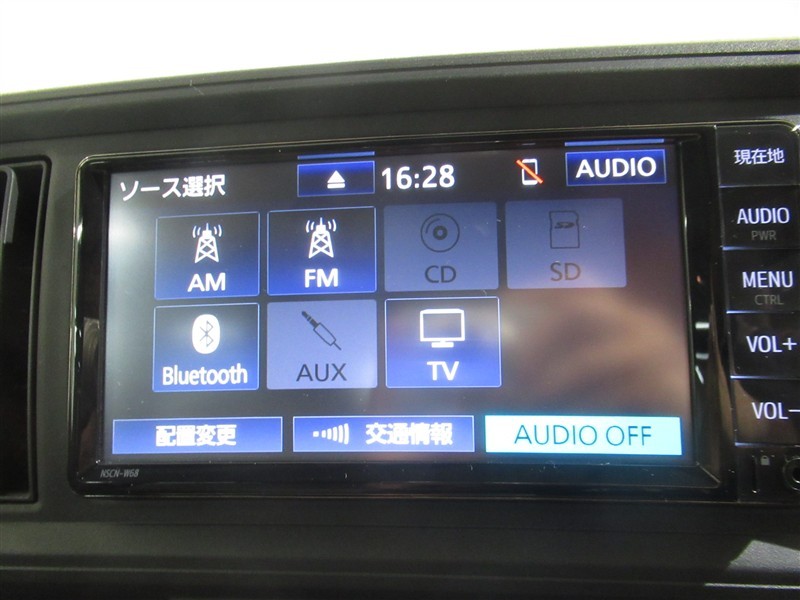 ソース選択
16:28
AUDIO
AM
FM
CD
SD
SD
Bluetooth
AUX
TV
配置変更
交通情報
AUDIO OFF
NSCN-W68
現在地
AUDIO
PWR
MENU
CTRL
VOL+
VOL-